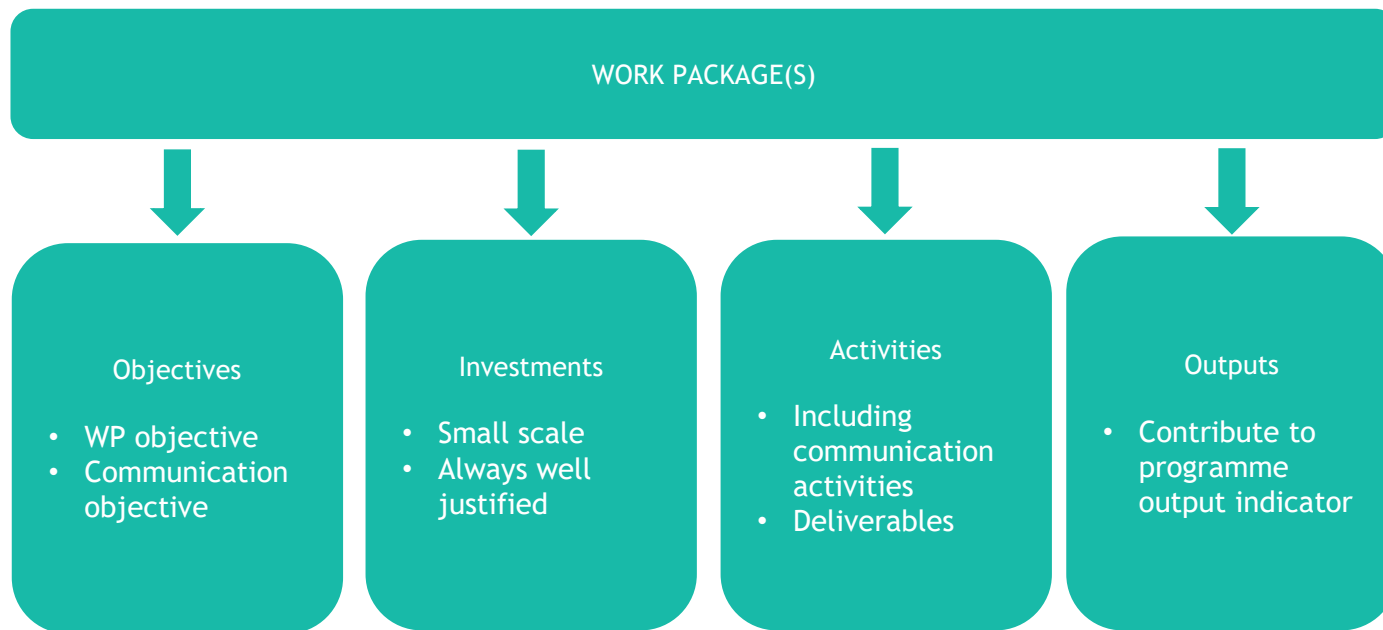 WORK PACKAGE(S)
Objectives
• WP objective
• Communication
objective
Investments
• Small scale
• Always well
justified
Activities
• Including
communication
activities
• Deliverables
Outputs
• Contribute to
programme
output indicator